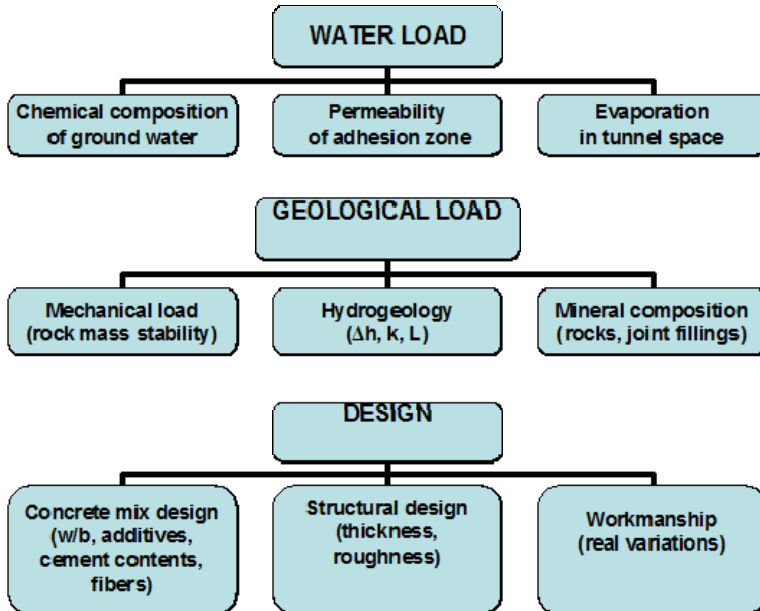 WATER LOAD
Chemical composition
of ground water
Permeability
of adhesion zone
Evaporation
in tunnel space
GEOLOGICAL LOAD
Mechanical load
(rock mass stability)
Hydrogeology
(Δh, k, L)
Mineral composition
(rocks, joint fillings)
DESIGN
Concrete mix design
(w/b, additives,
cement contents,
fibers)
Structural design
(thickness,
roughness)
Workmanship
(real variations)